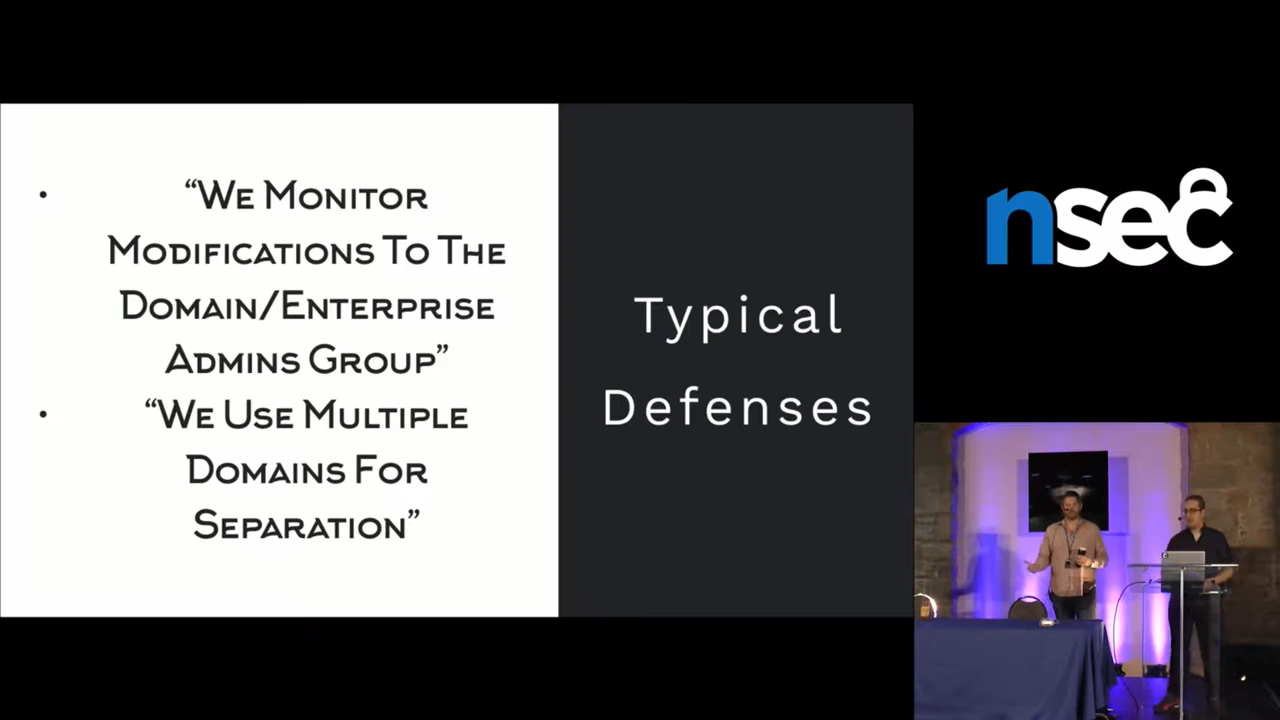 • “We Monitor
Modifications To The
Domain/Enterprise
Admins Group”
• “We Use Multiple
Domains For
Separation”
Typical
Defenses
nsec